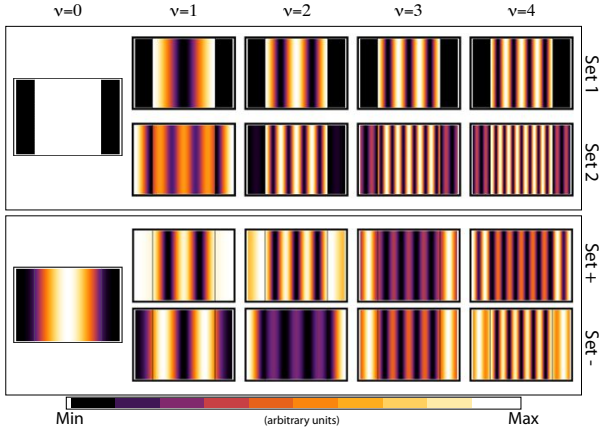 ν=0 ν=1 ν=2 ν=3 ν=4
Set 1
Set 2
Set +
Set -
Min (arbitrary units) Max